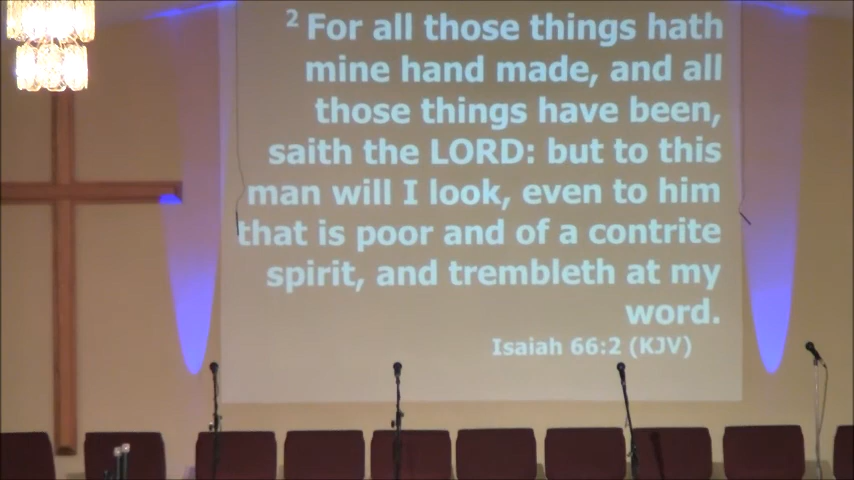 2 For all those things hath
mine hand made, and all
those things have been,
saith the LORD: but to this
man will I look, even to him
that is poor and of a contrite
spirit, and trembleth at my
word.
Isaiah 66:2 (KJV)